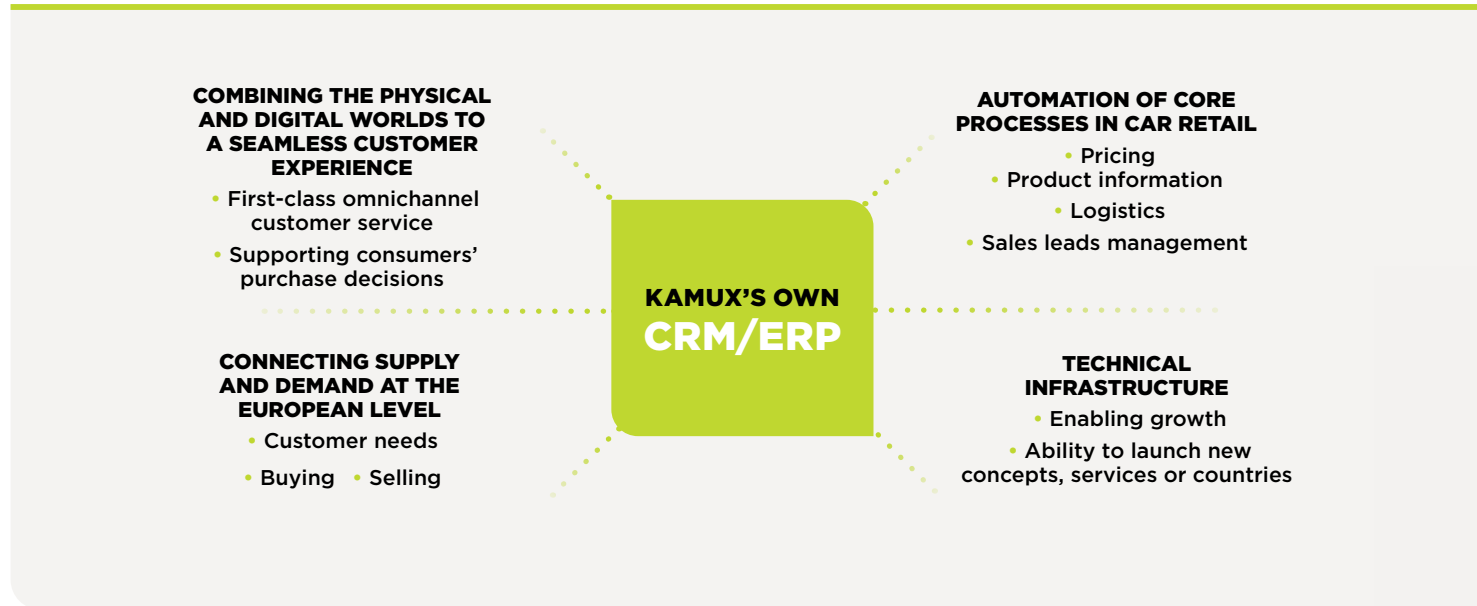 COMBINING THE PHYSICAL
AND DIGITAL WORLDS TO
A SEAMLESS CUSTOMER
EXPERIENCE
• First-class omnichannel
customer service
• Supporting consumers’
purchase decisions
CONNECTING SUPPLY
AND DEMAND AT THE
EUROPEAN LEVEL
• Customer needs
• Buying • Selling
KAMUX’S OWN
CRM/ERP
AUTOMATION OF CORE
PROCESSES IN CAR RETAIL
• Pricing
• Product information
• Logistics
• Sales leads management
TECHNICAL
INFRASTRUCTURE
• Enabling growth
• Ability to launch new
concepts, services or countries